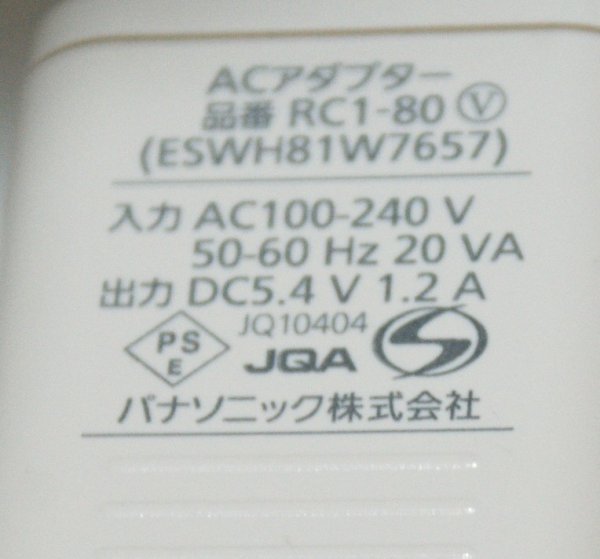 ACアダプター
品番 RC1-80 Ⓥ
(ESWH81W7657)
入力 AC100-240 V
50-60 Hz 20 VA
出力 DC5.4 V 1.2 A
PS
E
JQ10404
JQA
パナソニック株式会社